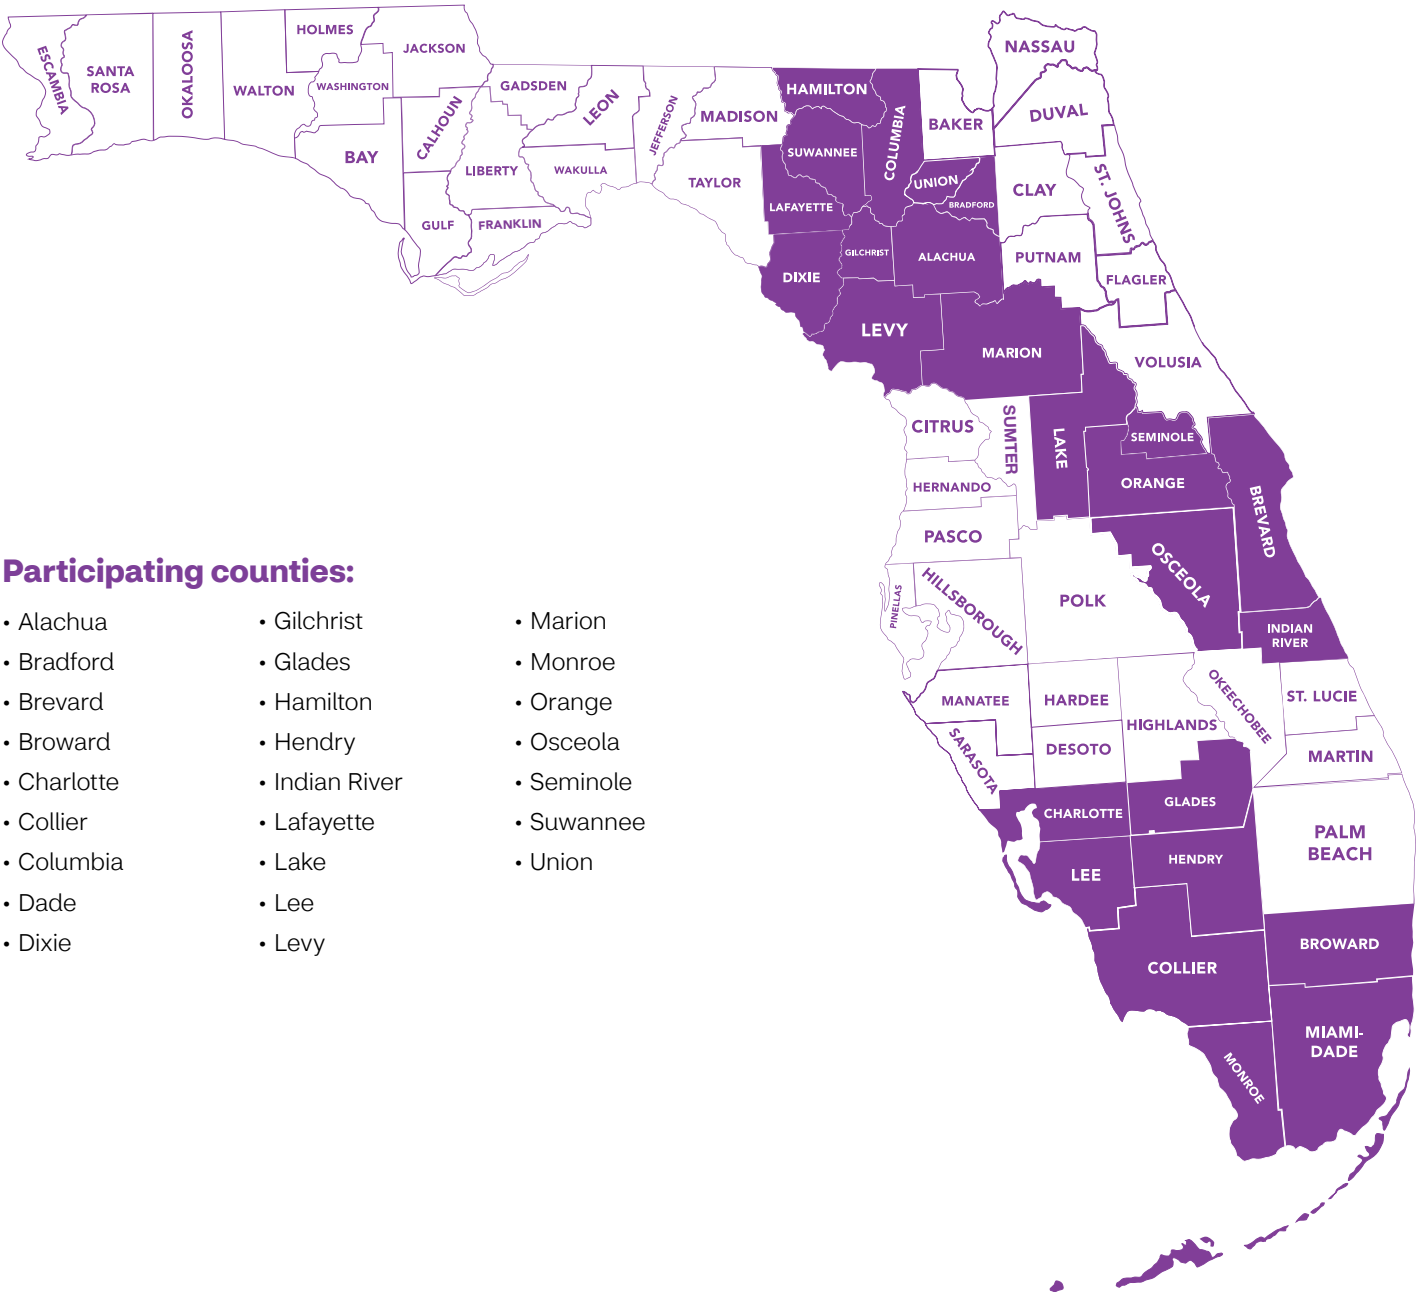 HOLMES
JACKSON
ESCAMBIA
SANTA
ROSA
OKALOOSA
WALTON
WASHINGTON
BAY
CALHOUN
GULF
GADSDEN
LIBERTY
FRANKLIN
LEON
WAKULLA
JEFFERSON
MADISON
TAYLOR
HAMILTON
SUWANNEE
LAFAYETTE
DIXIE
COLUMBIA
GILCHRIST
UNION
BRADFORD
ALACHUA
LEVY
MARION
BAKER
NASSAU
DUVAL
CLAY
ST. JOHNS
PUTNAM
FLAGLER
VOLUSIA
CITRUS
SUMTER
LAKE
SEMINOLE
ORANGE
BREVARD
HERNANDO
PASCO
PINELLAS
HILLSBOROUGH
POLK
OSCEOLA
INDIAN
RIVER
MANATEE
HARDEE
HIGHLANDS
OKEECHOBEE
ST. LUCIE
SARASOTA
DESOTO
MARTIN
CHARLOTTE
GLADES
LEE
HENDRY
PALM
BEACH
COLLIER
BROWARD
MONROE
MIAMI-
DADE
Participating counties:
• Alachua
• Bradford
• Brevard
• Broward
• Charlotte
• Collier
• Columbia
• Dade
• Dixie
• Gilchrist
• Glades
• Hamilton
• Hendry
• Indian River
• Lafayette
• Lake
• Lee
• Levy
• Marion
• Monroe
• Orange
• Osceola
• Seminole
• Suwannee
• Union